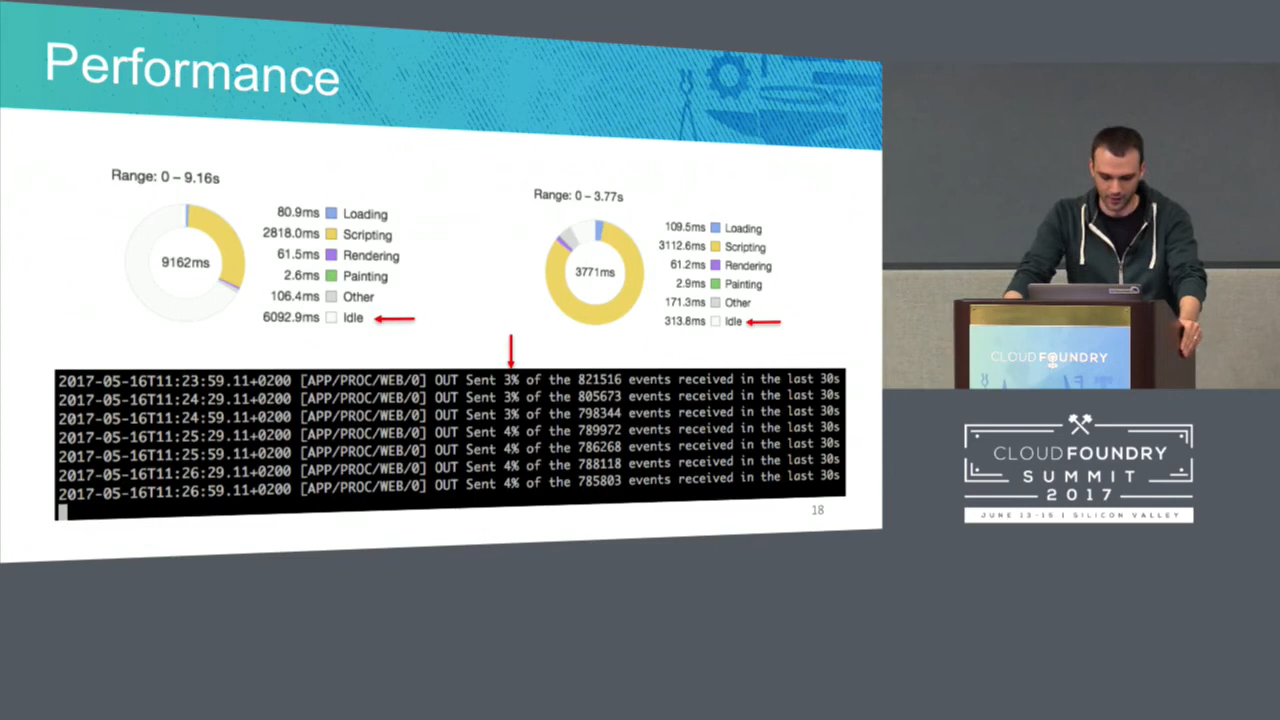 Performance
Range: 0 – 9.16s
9162ms
80.9ms Loading
2818.0ms Scripting
61.5ms Rendering
2.6ms Painting
106.4ms Other
6092.9ms Idle
Range: 0 – 3.77s
3771ms
109.5ms Loading
3112.6ms Scripting
61.2ms Rendering
2.9ms Painting
171.3ms Other
313.8ms Idle
2017-05-16T11:23:59.11+0200 [APP/PROC/WEB/0] OUT Sent 3% of the 821516 events received in the last 30s
2017-05-16T11:24:29.11+0200 [APP/PROC/WEB/0] OUT Sent 3% of the 805673 events received in the last 30s
2017-05-16T11:24:59.11+0200 [APP/PROC/WEB/0] OUT Sent 3% of the 798344 events received in the last 30s
2017-05-16T11:25:29.11+0200 [APP/PROC/WEB/0] OUT Sent 4% of the 789972 events received in the last 30s
2017-05-16T11:25:59.11+0200 [APP/PROC/WEB/0] OUT Sent 4% of the 786268 events received in the last 30s
2017-05-16T11:26:29.11+0200 [APP/PROC/WEB/0] OUT Sent 4% of the 788118 events received in the last 30s
2017-05-16T11:26:59.11+0200 [APP/PROC/WEB/0] OUT Sent 4% of the 785803 events received in the last 30s
18
CLOUDFOUNDRY
CLOUDFOUNDRY
SUMMIT
2017
JUNE 13-15 | SILICON VALLEY